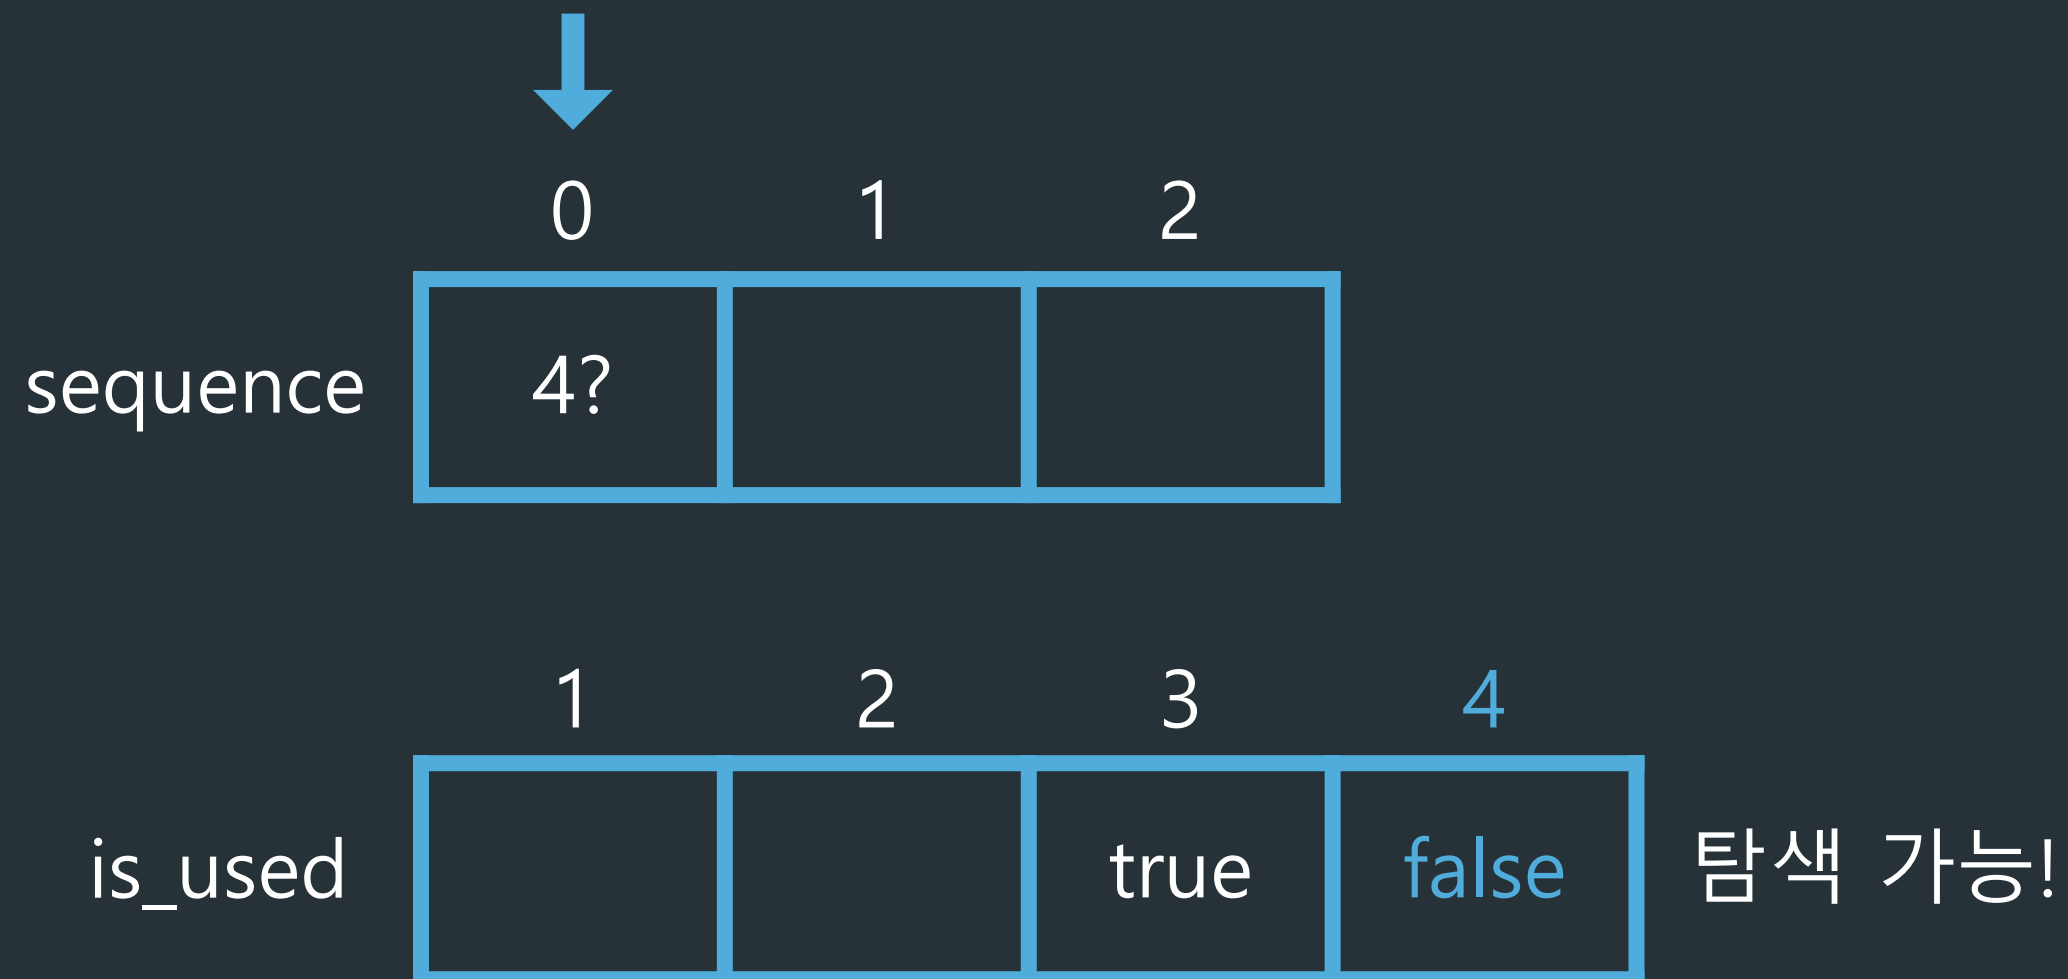 0 1 2
sequence 4?
1 2 3 4
is_used true false 탐색 가능!